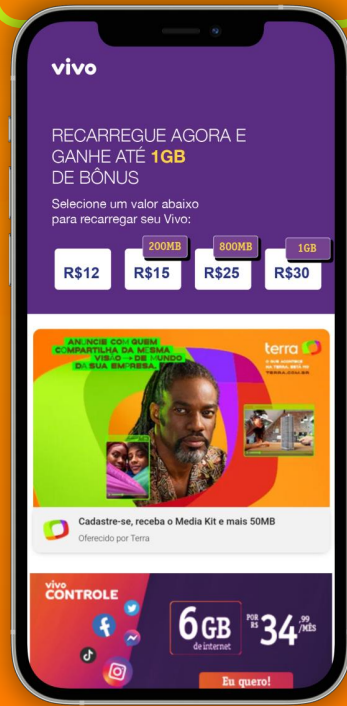 vivo
RECARREGUE AGORA E
GANHE ATÉ 1GB
DE BÔNUS
Selecione um valor abaixo
para recarregar seu Vivo:
R$12
200MB
R$15
800MB
R$25
1GB
R$30
ANUNCIE COM QUEM
COMPARTILHA DA MESMA
VISÃO → DE MUNDO
DA SUA EMPRESA.
terra
TERRA.COM.BR
Cadastre-se, receba o Media Kit e mais 50MB
Oferecido por Terra
vivo
CONTROLE
6GB
de internet
POR
R$ 34,99
/MÊS
Eu quero!